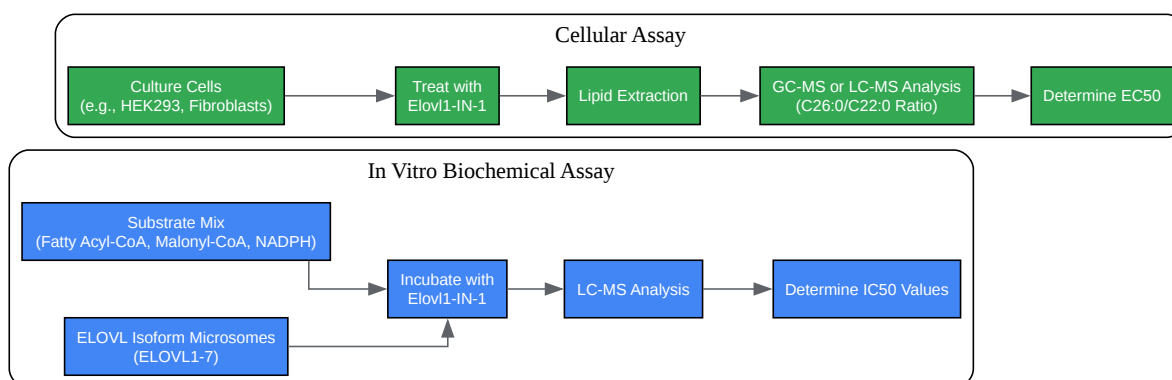 Cellular Assay
Culture Cells
(e.g., HEK293, Fibroblasts)
Treat with
Elovl1-IN-1
Lipid Extraction
GC-MS or LC-MS Analysis
(C26:0/C22:0 Ratio)
Determine EC50
In Vitro Biochemical Assay
Substrate Mix
(Fatty Acyl-CoA, Malonyl-CoA, NADPH)
Incubate with
Elovl1-IN-1
LC-MS Analysis
Determine IC50 Values
ELOVL Isoform Microsomes
(ELOVL1-7)